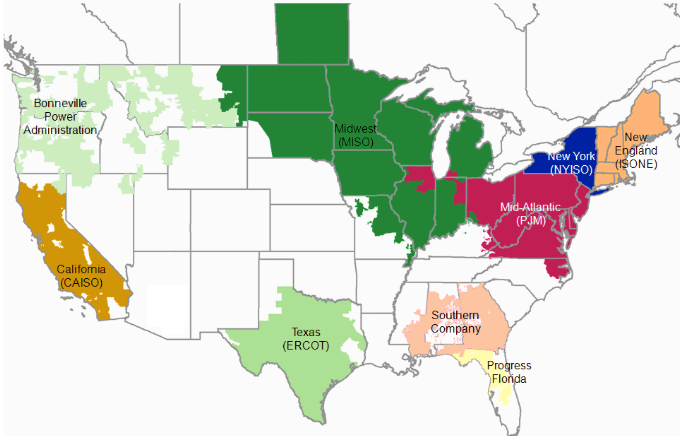 Bonneville
Power
Administration
Midwest
(MISO)
New York
(NYISO)
New
England
(ISONE)
Mid-Atlantic
(PJM)
California
(CAISO)
Texas
(ERCOT)
Southern
Company
Progress
Florida